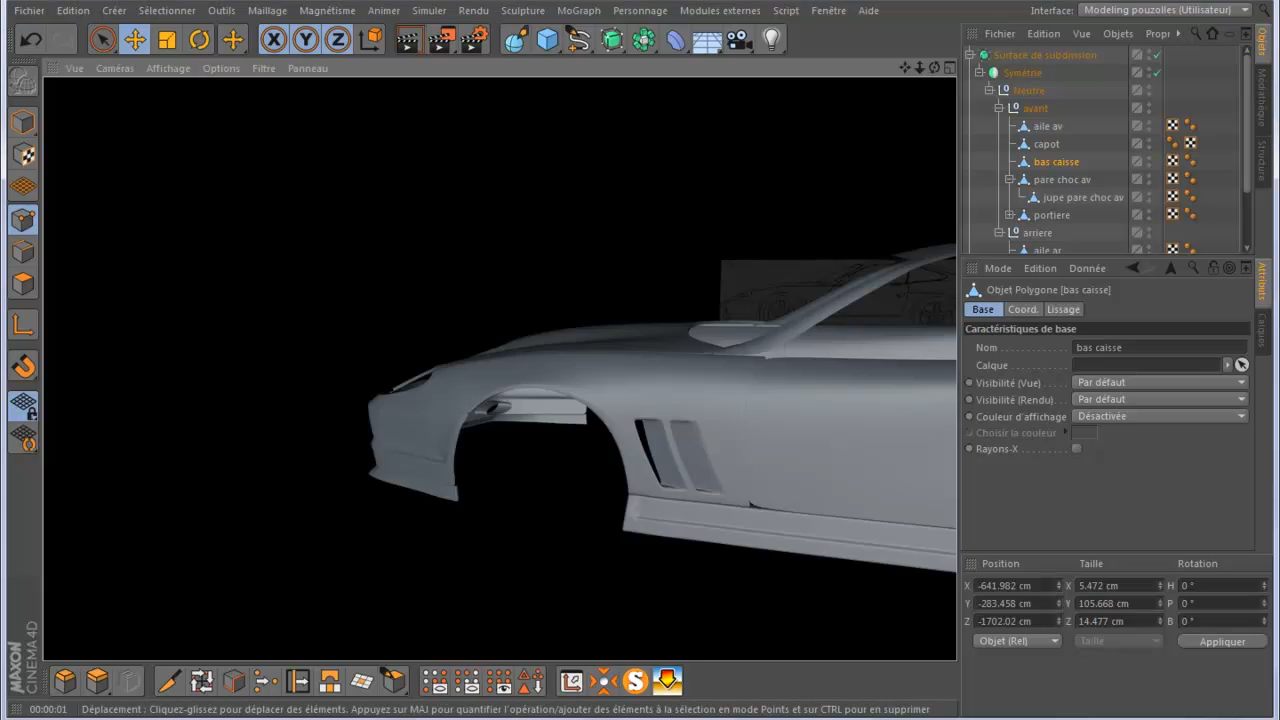 Fichier Edition Créer Sélectionner Outils Maillage Magnétisme Animer Simuler Rendu Sculpture MoGraph Personnage Modules externes Script Fenêtre Aide Interface: Modeling pouzolles (Utilisateur)
X Y Z
Fichier Edition Vue Objets Propr
Vue Caméras Affichage Options Filtre Panneau
Surface de subdivision
Symétrie
Neutre
avant
aile av
capot
bas caisse
pare choc av
jupe pare choc av
portiere
arriere
aile ar
Objets
Médiathèque
Structure
Mode Edition Donnée
Objet Polygone [bas caisse]
Base Coord. Lissage
Caractéristiques de base
Nom bas caisse
Calque
Visibilité (Vue) Par défaut
Visibilité (Rendu) Par défaut
Couleur d'affichage Désactivée
Choisir la couleur
Rayons-X
Attributs
Calques
Position Taille Rotation
X -641.982 cm X 5.472 cm H 0 °
Y -283.458 cm Y 105.668 cm P 0 °
Z -1702.02 cm Z 14.477 cm B 0 °
Objet (Rel) Taille Appliquer
MAXON CINEMA 4D
S
00:00:01 Déplacement : Cliquez-glissez pour déplacer des éléments. Appuyez sur MAJ pour quantifier l'opération/ajouter des éléments à la sélection en mode Points et sur CTRL pour en supprimer